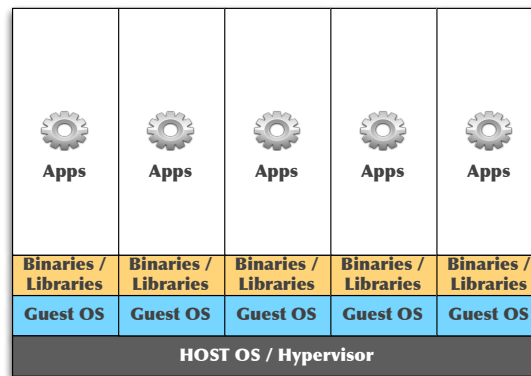 Apps Apps Apps Apps Apps
Binaries / Binaries / Binaries / Binaries / Binaries /
Libraries Libraries Libraries Libraries Libraries
Guest OS Guest OS Guest OS Guest OS Guest OS
HOST OS / Hypervisor